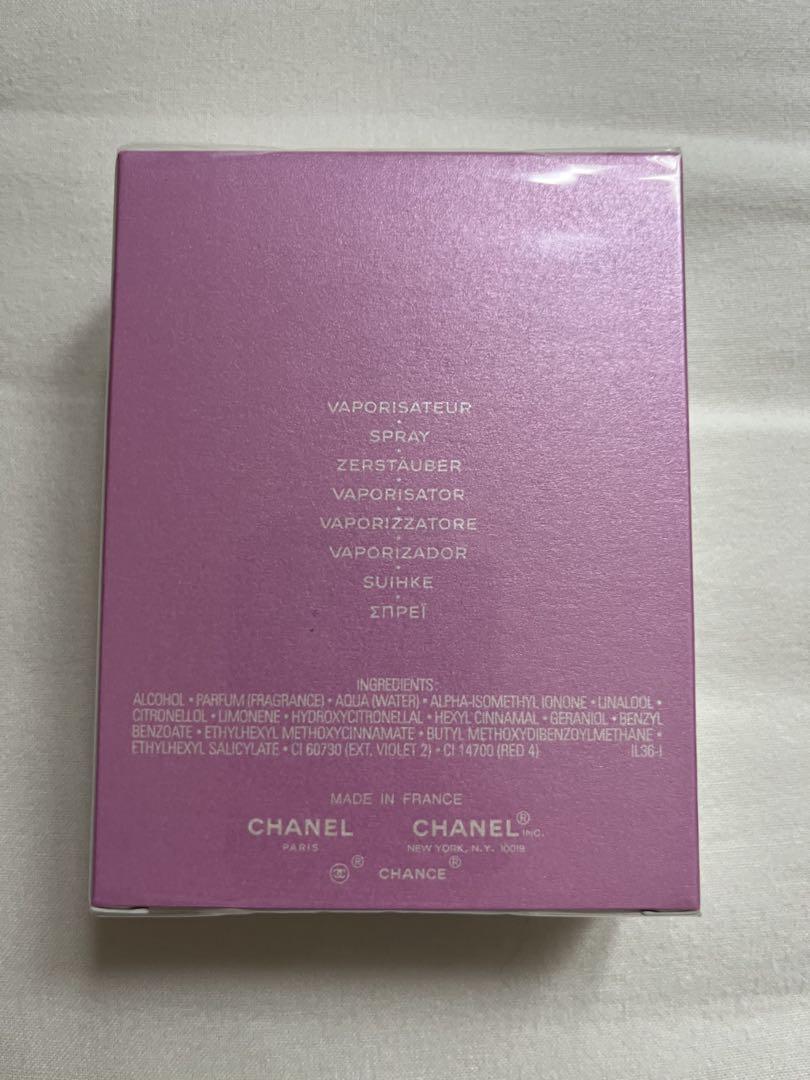 VAPORISATEUR
SPRAY
ZERSTÄUBER
VAPORISATOR
VAPORIZZATORE
VAPORIZADOR
SUIHKE
ΣΠΡΕΪ
INGREDIENTS:
ALCOHOL • PARFUM (FRAGRANCE) • AQUA (WATER) • ALPHA-ISOMETHYL IONONE • LINALOOL •
CITRONELLOL • LIMONENE • HYDROXYCITRONELLAL • HEXYL CINNAMAL • GERANIOL • BENZYL
BENZOATE • ETHYLHEXYL METHOXYCINNAMATE • BUTYL METHOXYDIBENZOYLMETHANE •
ETHYLHEXYL SALICYLATE • CI 60730 (EXT. VIOLET 2) • CI 14700 (RED 4) IL36-I
MADE IN FRANCE
CHANEL CHANEL® INC.
PARIS NEW YORK, N.Y. 10019
® CHANCE®